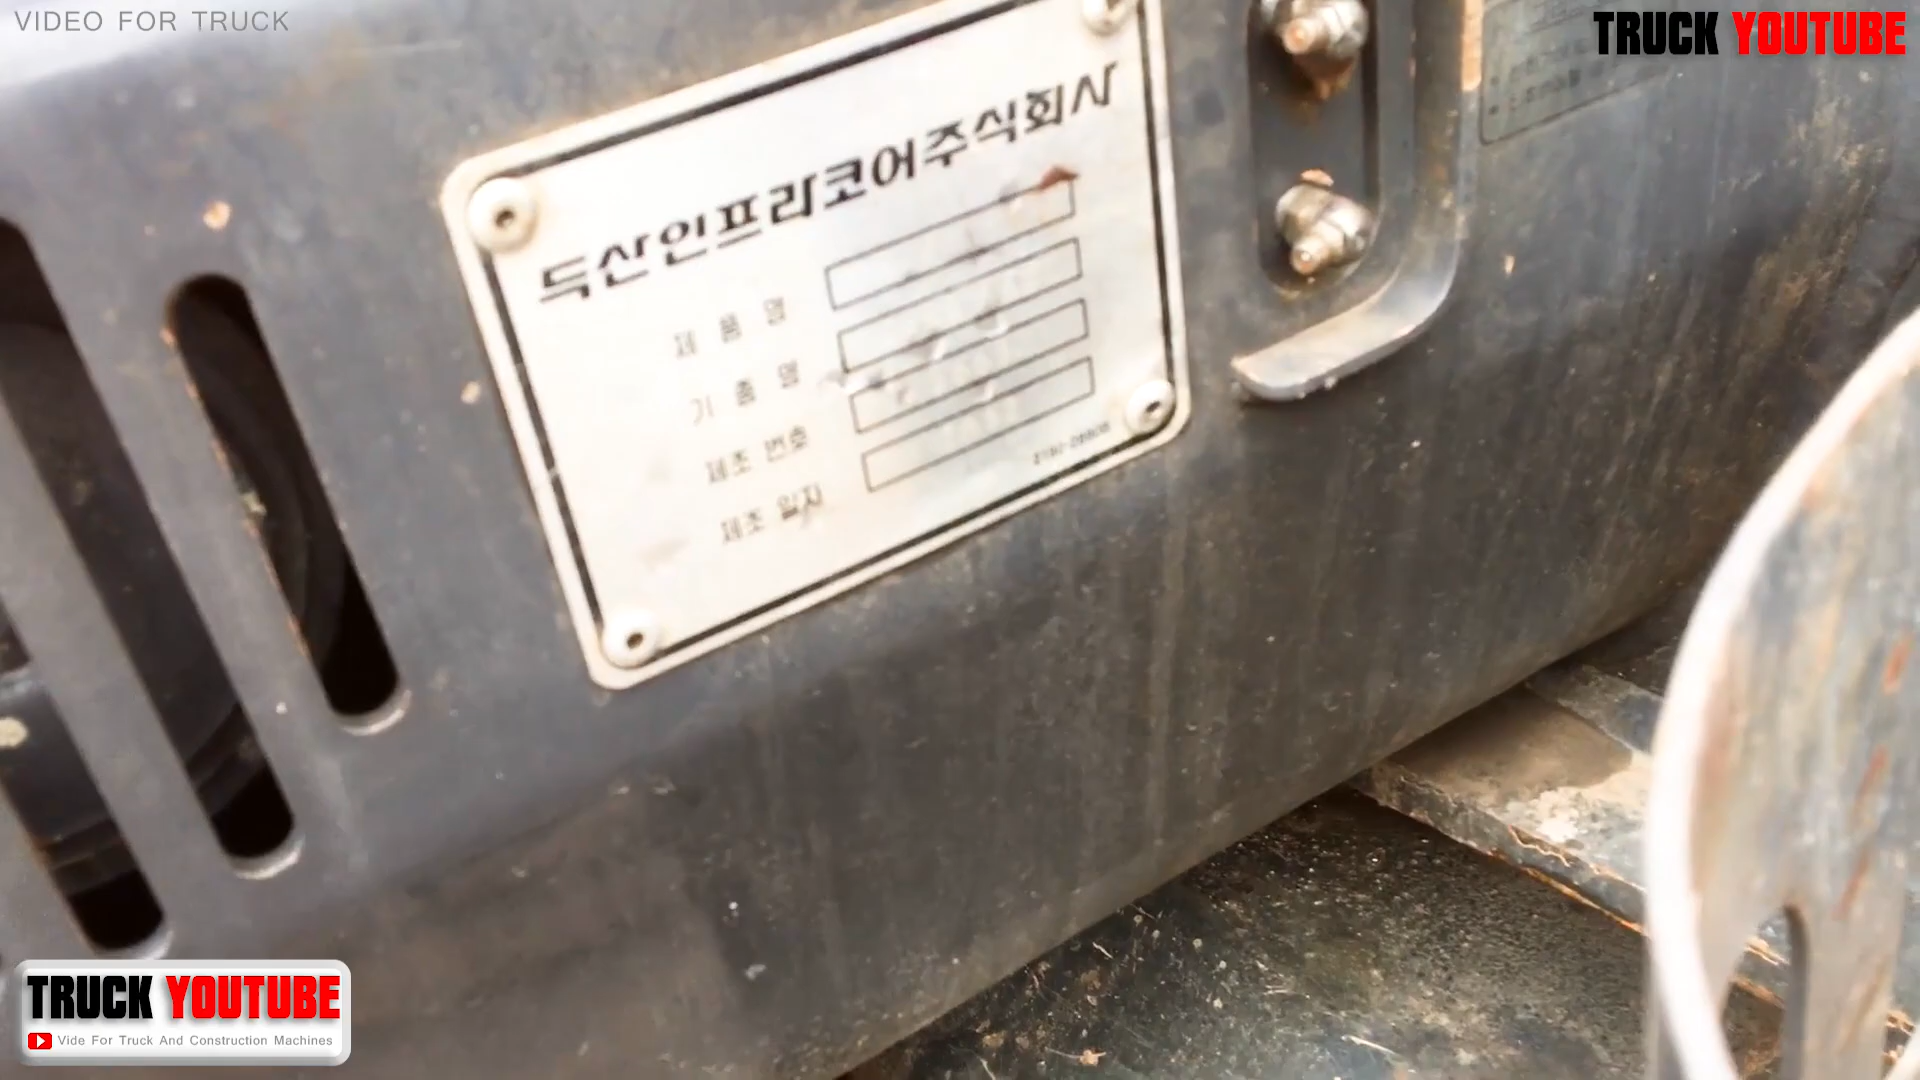 VIDEO FOR TRUCK
TRUCK YOUTUBE
두산인프라코어주식회사
제 품 명
기 종 명
제조 번호
제조 일자
TRUCK YOUTUBE
Vide For Truck And Construction Machines